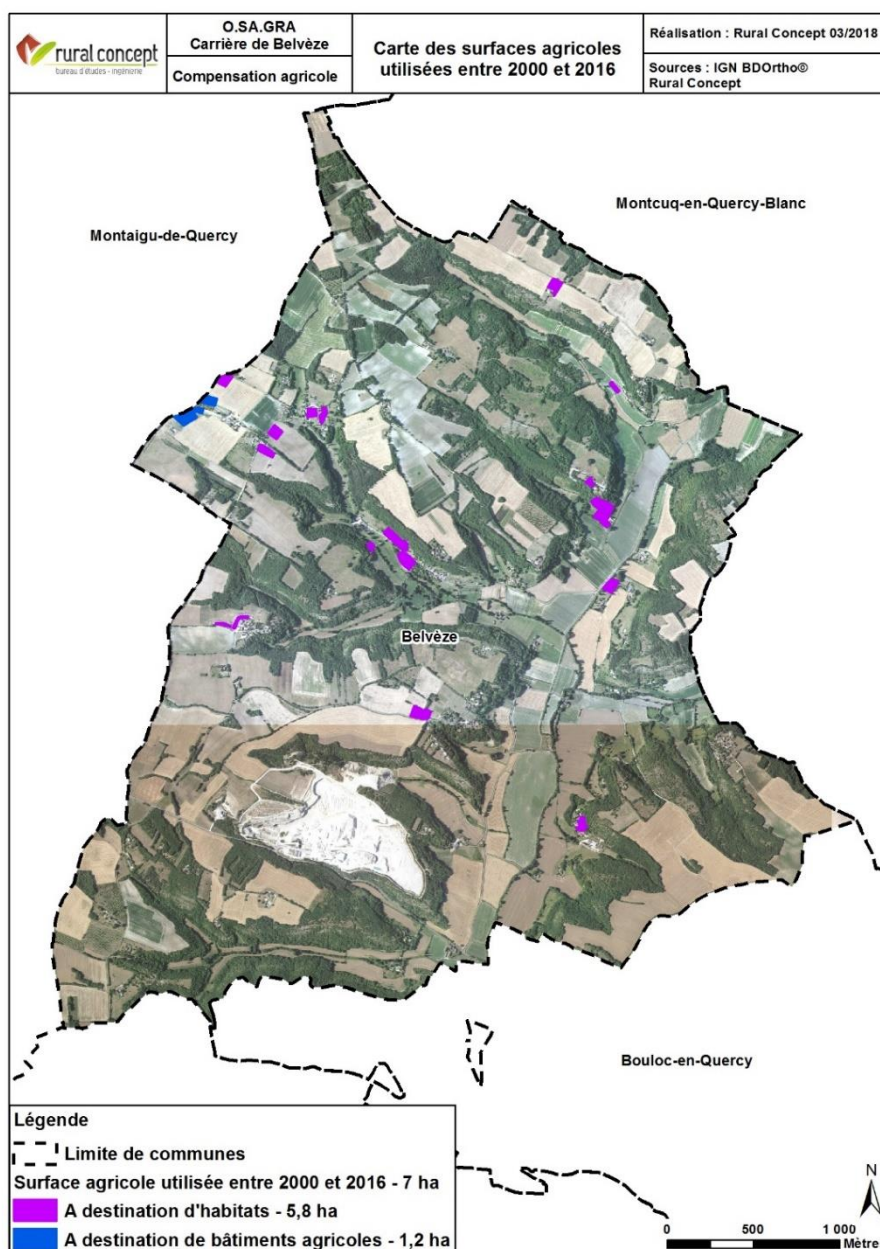 rural concept
bureau d'études - ingénierie
O.SA.GRA
Carrière de Belvèze
Compensation agricole
Carte des surfaces agricoles
utilisées entre 2000 et 2016
Réalisation : Rural Concept 03/2018
Sources : IGN BDOrtho®
Rural Concept
Montcuq-en-Quercy-Blanc
Montaigu-de-Quercy
Belvèze
Bouloc-en-Quercy
Légende
Limite de communes
Surface agricole utilisée entre 2000 et 2016 - 7 ha
A destination d'habitats - 5,8 ha
A destination de bâtiments agricoles - 1,2 ha
N
0 500 1 000
Mètre